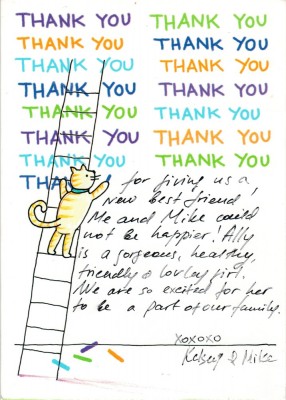 THANK YOU THANK YOU
THANK YOU THANK YOU
THANK YOU THANK YOU
THANK YOU THANK YOU
THANK YOU THANK YOU
THANK YOU THANK YOU
THANK YOU THANK YOU
THA THANK YOU
for giving us a
new best friend,
Me and Mike could
not be happier! Ally
is a gorgeous, healthy,
friendly & loving girl.
We are so excited for her
to be a part of our family.
xoxoxo
Kelsey & Mike